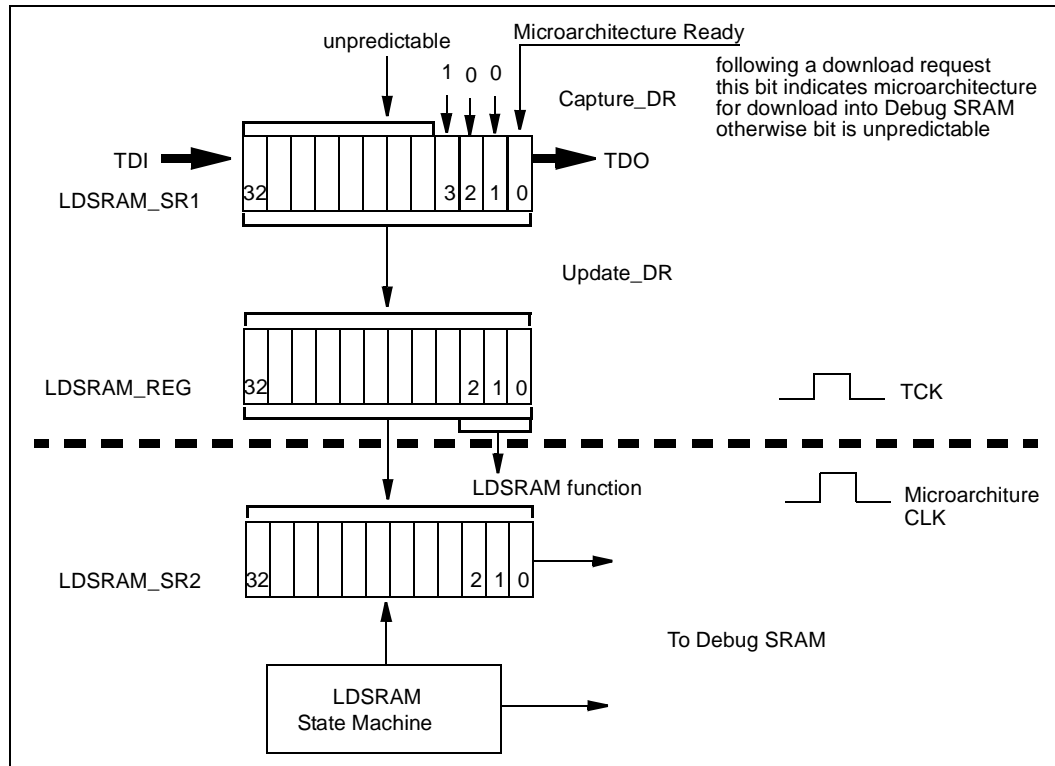 Microarchitecture Ready
unpredictable
following a download request
this bit indicates microarchitecture
for download into Debug SRAM
otherwise bit is unpredictable
1 0 0
Capture_DR
TDI
TDO
32 3 2 1 0
LDSRAM_SR1
Update_DR
LDSRAM_REG
32 2 1 0
TCK
LDSRAM function
Microarchiture
CLK
LDSRAM_SR2
32 2 1 0
To Debug SRAM
LDSRAM
State Machine